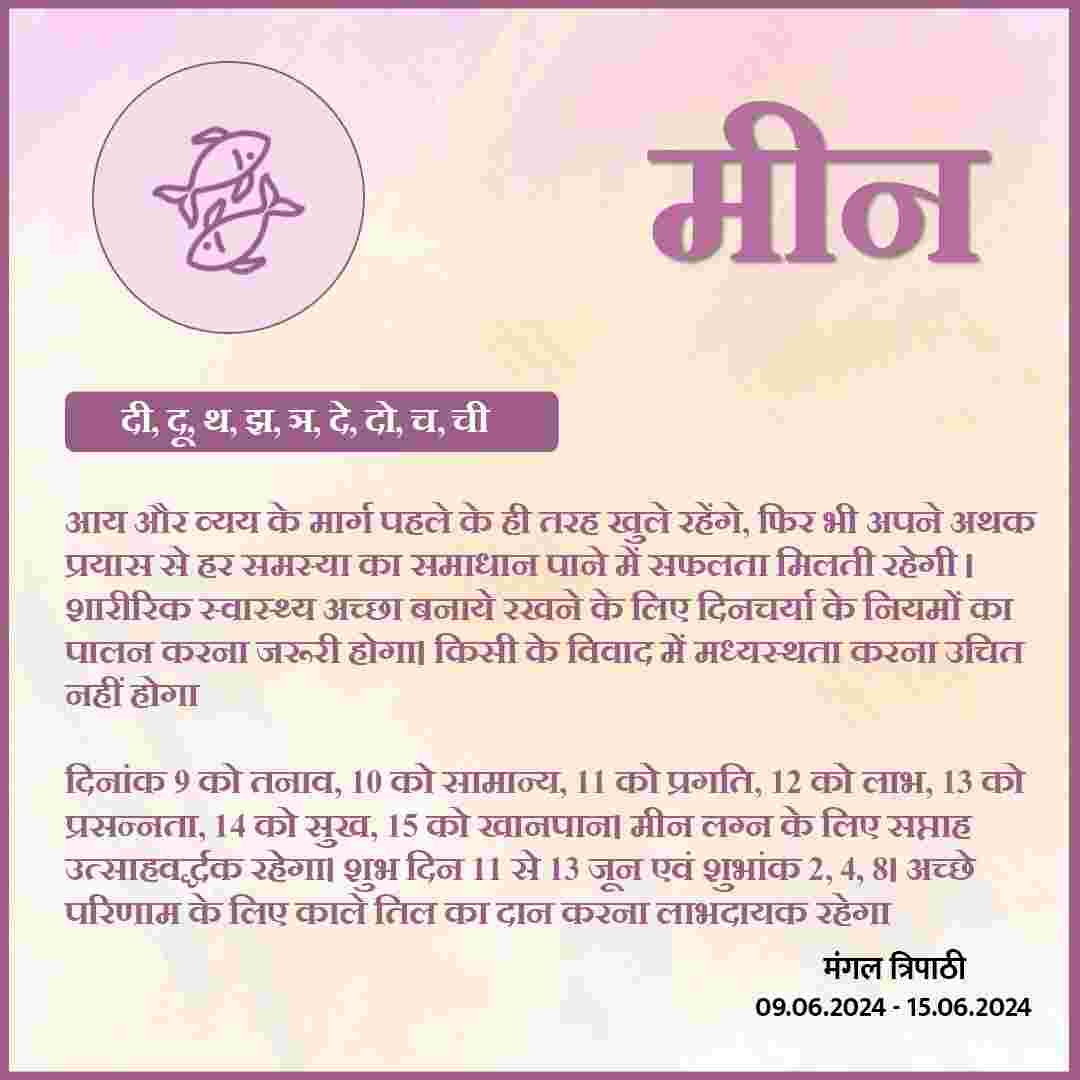 मीन
दी, दू, थ, झ, ञ, दे, दो, च, ची
आय और व्यय के मार्ग पहले के ही तरह खुले रहेंगे, फिर भी अपने अथक
प्रयास से हर समस्या का समाधान पाने में सफलता मिलती रहेगी ।
शारीरिक स्वास्थ्य अच्छा बनाये रखने के लिए दिनचर्या के नियमों का
पालन करना जरूरी होगा। किसी के विवाद में मध्यस्थता करना उचित
नहीं होगा
दिनांक 9 को तनाव, 10 को सामान्य, 11 को प्रगति, 12 को लाभ, 13 को
प्रसन्नता, 14 को सुख, 15 को खानपान। मीन लग्न के लिए सप्ताह
उत्साहवर्द्धक रहेगा। शुभ दिन 11 से 13 जून एवं शुभांक 2, 4, 8। अच्छे
परिणाम के लिए काले तिल का दान करना लाभदायक रहेगा
मंगल त्रिपाठी
09.06.2024 - 15.06.2024